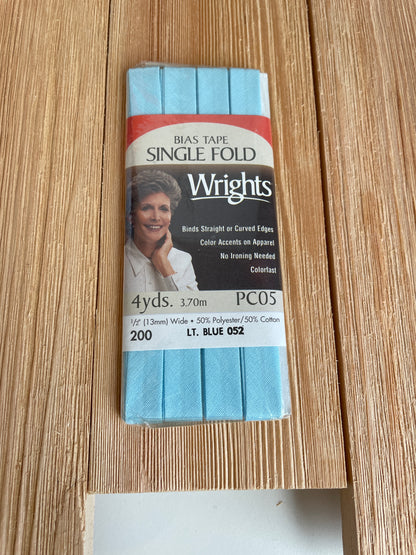 BIAS TAPE
SINGLE FOLD
Wrights
Binds Straight or Curved Edges
Color Accents on Apparel
No Ironing Needed
Colorfast
4yds. 3.70m PC05
1/2" (13mm) Wide • 50% Polyester/50% Cotton
200 LT. BLUE 052